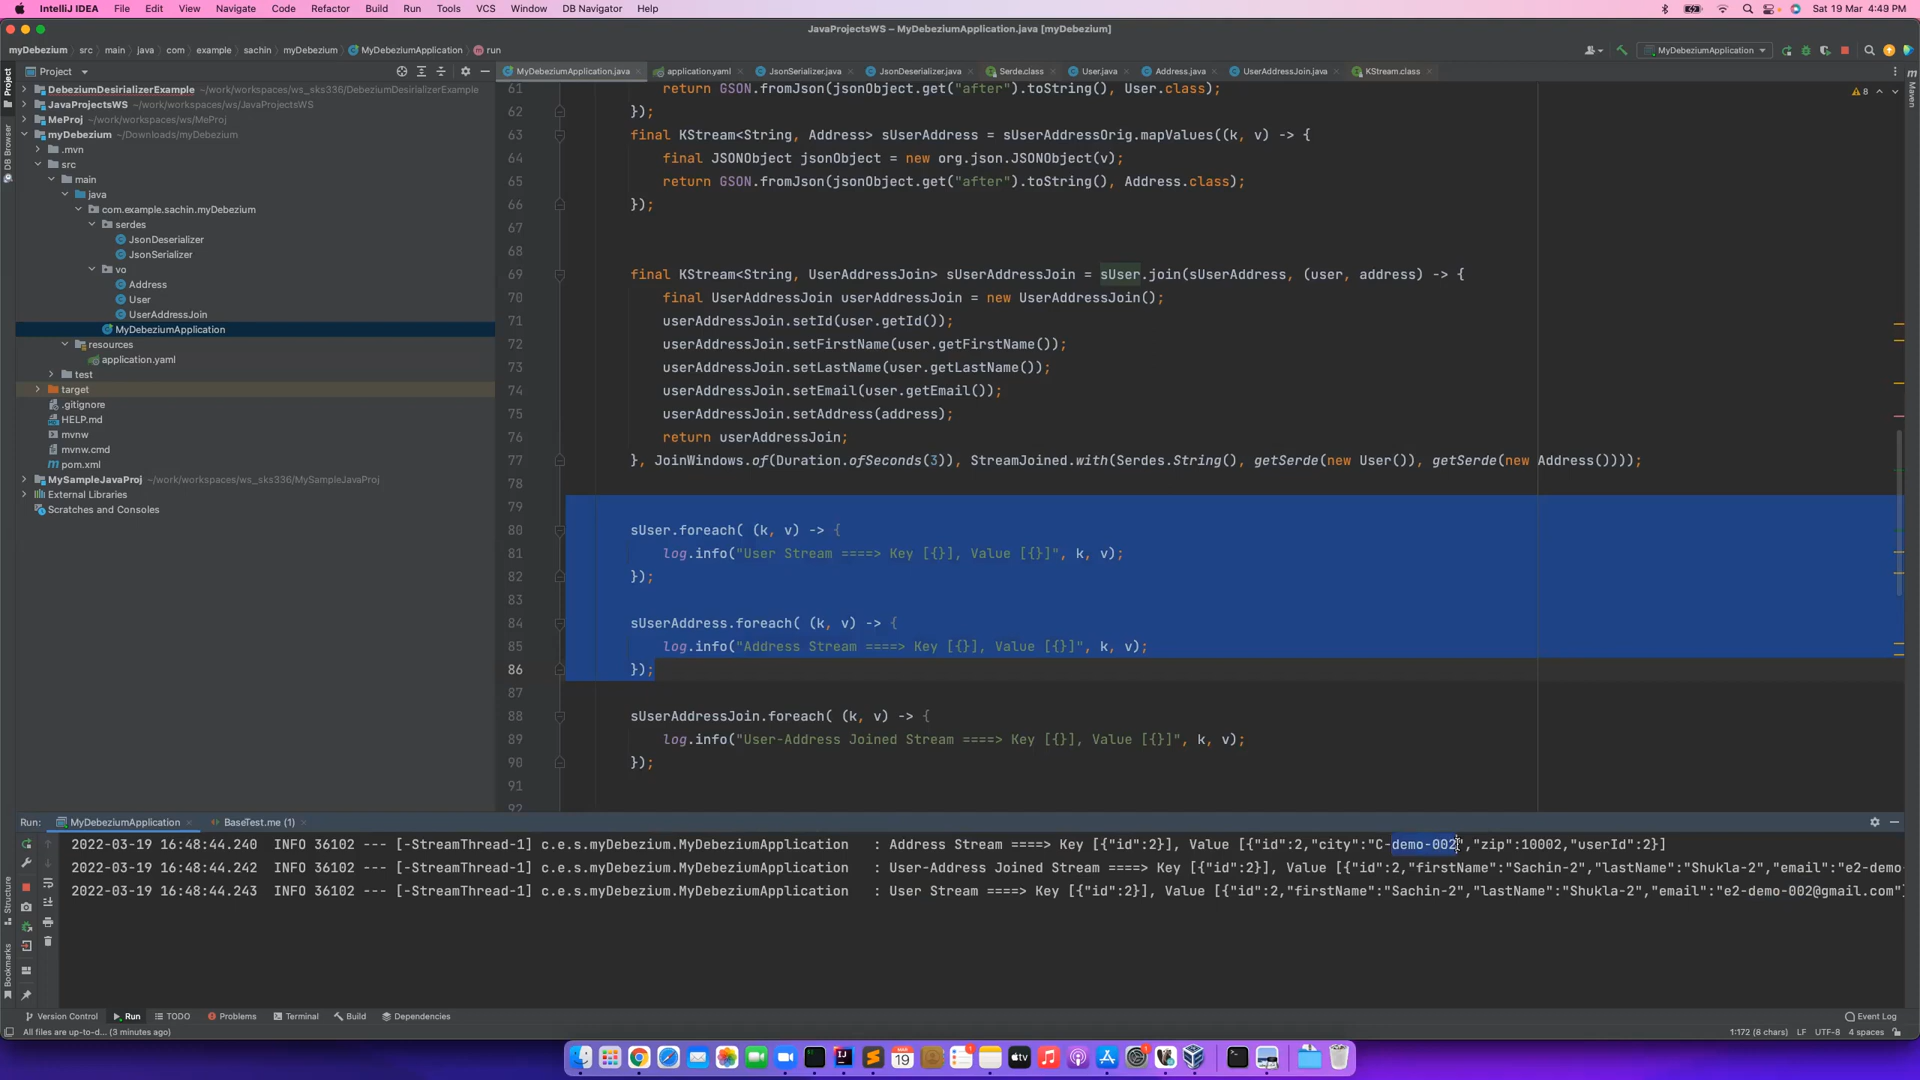 IntelliJ IDEA File Edit View Navigate Code Refactor Build Run Tools VCS Window DB Navigator Help Sat 19 Mar 4:49 PM
JavaProjectsWS – MyDebeziumApplication.java [myDebezium]
myDebezium src main java com example sachin myDebezium MyDebeziumApplication run MyDebeziumApplication
Project MyDebeziumApplication.java application.yaml JsonSerializer.java JsonDeserializer.java Serde.class User.java Address.java UserAddressJoin.java KStream.class
DebeziumDesirializerExample ~/work/workspaces/ws_sks336/DebeziumDesirializerExample
JavaProjectsWS ~/work/workspaces/ws/JavaProjectsWS
MeProj ~/work/workspaces/ws/MeProj
myDebezium ~/Downloads/myDebezium
.mvn
src
main
java
com.example.sachin.myDebezium
serdes
JsonDeserializer
JsonSerializer
vo
Address
User
UserAddressJoin
MyDebeziumApplication
resources
application.yaml
test
target
.gitignore
HELP.md
mvnw
mvnw.cmd
pom.xml
MySampleJavaProj ~/work/workspaces/ws_sks336/MySampleJavaProj
External Libraries
Scratches and Consoles
Project
DB Browser
Structure
Bookmarks
Maven
8
61 return GSON.fromJson(jsonObject.get("after").toString(), User.class);
62 });
63 final KStream<String, Address> sUserAddress = sUserAddressOrig.mapValues((k, v) -> {
64 final JSONObject jsonObject = new org.json.JSONObject(v);
65 return GSON.fromJson(jsonObject.get("after").toString(), Address.class);
66 });
67
68
69 final KStream<String, UserAddressJoin> sUserAddressJoin = sUser.join(sUserAddress, (user, address) -> {
70 final UserAddressJoin userAddressJoin = new UserAddressJoin();
71 userAddressJoin.setId(user.getId());
72 userAddressJoin.setFirstName(user.getFirstName());
73 userAddressJoin.setLastName(user.getLastName());
74 userAddressJoin.setEmail(user.getEmail());
75 userAddressJoin.setAddress(address);
76 return userAddressJoin;
77 }, JoinWindows.of(Duration.ofSeconds(3)), StreamJoined.with(Serdes.String(), getSerde(new User()), getSerde(new Address())));
78
79
80 sUser.foreach( (k, v) -> {
81 log.info("User Stream ====> Key [{}], Value [{}]", k, v);
82 });
83
84 sUserAddress.foreach( (k, v) -> {
85 log.info("Address Stream ====> Key [{}], Value [{}]", k, v);
86 });
87
88 sUserAddressJoin.foreach( (k, v) -> {
89 log.info("User-Address Joined Stream ====> Key [{}], Value [{}]", k, v);
90 });
91
92
Run: MyDebeziumApplication BaseTest.me (1)
2022-03-19 16:48:44.240 INFO 36102 --- [-StreamThread-1] c.e.s.myDebezium.MyDebeziumApplication : Address Stream ====> Key [{"id":2}], Value [{"id":2,"city":"C-demo-002","zip":10002,"userId":2}]
2022-03-19 16:48:44.242 INFO 36102 --- [-StreamThread-1] c.e.s.myDebezium.MyDebeziumApplication : User-Address Joined Stream ====> Key [{"id":2}], Value [{"id":2,"firstName":"Sachin-2","lastName":"Shukla-2","email":"e2-demo-
2022-03-19 16:48:44.243 INFO 36102 --- [-StreamThread-1] c.e.s.myDebezium.MyDebeziumApplication : User Stream ====> Key [{"id":2}], Value [{"id":2,"firstName":"Sachin-2","lastName":"Shukla-2","email":"e2-demo-002@gmail.com"
Version Control Run TODO Problems Terminal Build Dependencies Event Log
All files are up-to-d... (3 minutes ago) 1:172 (8 chars) LF UTF-8 4 spaces
MAR
19